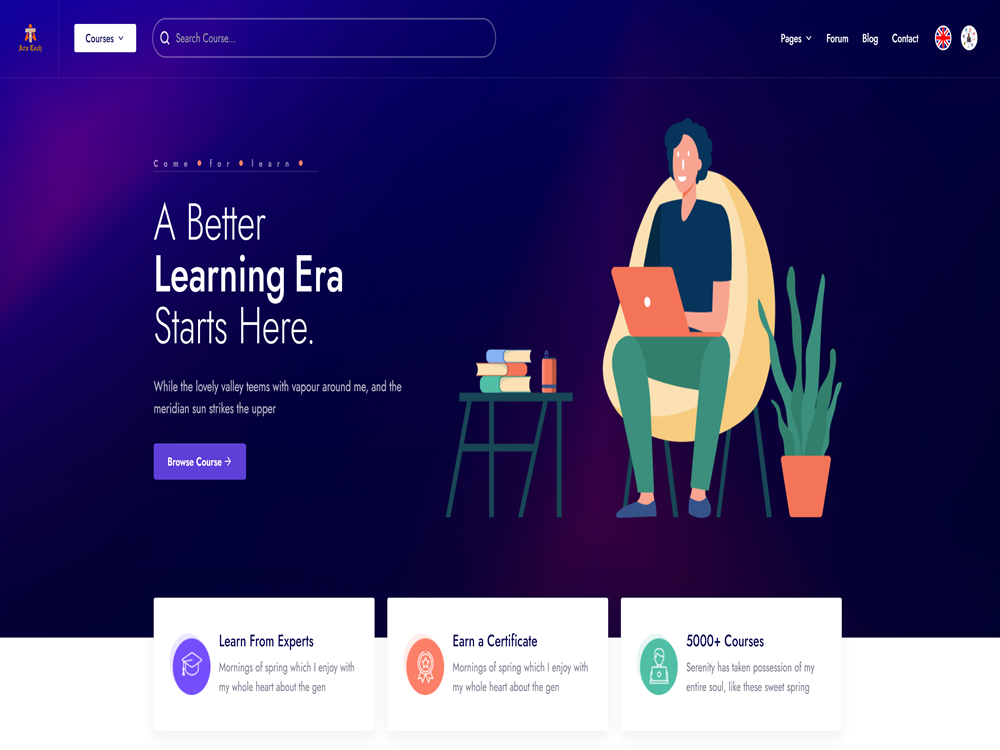 Courses
Search Course...
Pages
Forum
Blog
Contact
Come for learn
A Better
Learning Era
Starts Here.
While the lovely valley teems with vapour around me, and the
meridian sun strikes the upper
Browse Course →
Learn From Experts
Mornings of spring which I enjoy with
my whole heart about the gen
Earn a Certificate
Mornings of spring which I enjoy with
my whole heart about the gen
5000+ Courses
Serenity has taken possession of my
entire soul, like these sweet spring